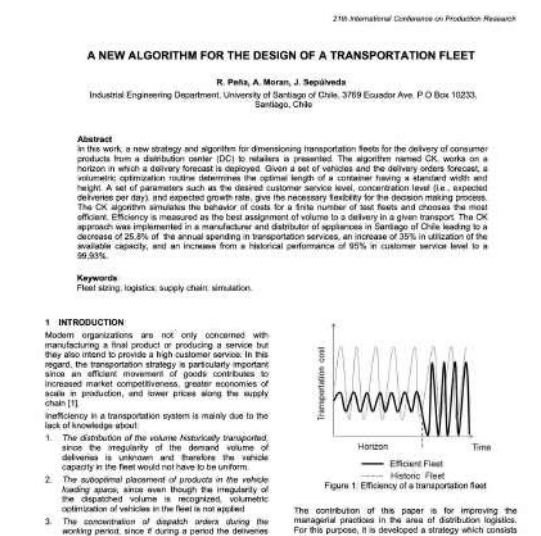 21th International Conference on Production Research
A NEW ALGORITHM FOR THE DESIGN OF A TRANSPORTATION FLEET
R. Peña, A. Moran, J. Sepúlveda
Industrial Engineering Department, University of Santiago of Chile, 3769 Ecuador Ave. P O Box 10233,
Santiago, Chile
Abstract
In this work, a new strategy and algorithm for dimensioning transportation fleets for the delivery of consumer
products from a distribution center (DC) to retailers is presented. The algorithm named CK, works on a
horizon in which a delivery forecast is deployed. Given a set of vehicles and the delivery orders forecast, a
volumetric optimization routine determines the optimal length of a container having a standard width and
height. A set of parameters such as the desired customer service level, concentration level (i.e., expected
deliveries per day), and expected growth rate, give the necessary flexibility for the decision making process.
The CK algorithm simulates the behavior of costs for a finite number of test fleets and chooses the most
efficient. Efficiency is measured as the best assignment of volume to a delivery in a given transport. The CK
approach was implemented in a manufacturer and distributor of appliances in Santiago of Chile leading to a
decrease of 25.8% of the annual spending in transportation services, an increase of 35% in utilization of the
available capacity, and an increase from a historical performance of 95% in customer service level to a
99,93%.
Keywords
Fleet sizing; logistics; supply chain; simulation.
1 INTRODUCTION
Modern organizations are not only concerned with
manufacturing a final product or producing a service but
they also intend to provide a high customer service. In this
regard, the transportation strategy is particularly important
since an efficient movement of goods contributes to
increased market competitiveness, greater economies of
scale in production, and lower prices along the supply
chain [1].
Inefficiency in a transportation system is mainly due to the
lack of knowledge about:
1. The distribution of the volume historically transported,
since the irregularity of the demand volume of
deliveries is unknown and therefore the vehicle
capacity in the fleet would not have to be uniform.
2. The suboptimal placement of products in the vehicle
loading space, since even though the irregularity of
the dispatched volume is recognized, volumetric
optimization of vehicles in the fleet is not applied
3. The concentration of dispatch orders during the
working period, since if during a period the deliveries
Transportation cost
Horizon Time
Efficient Fleet
Historic Fleet
Figure 1: Efficiency of a transportation fleet
The contribution of this paper is for improving the
managerial practices in the area of distribution logistics.
For this purpose, it is developed a strategy which consists